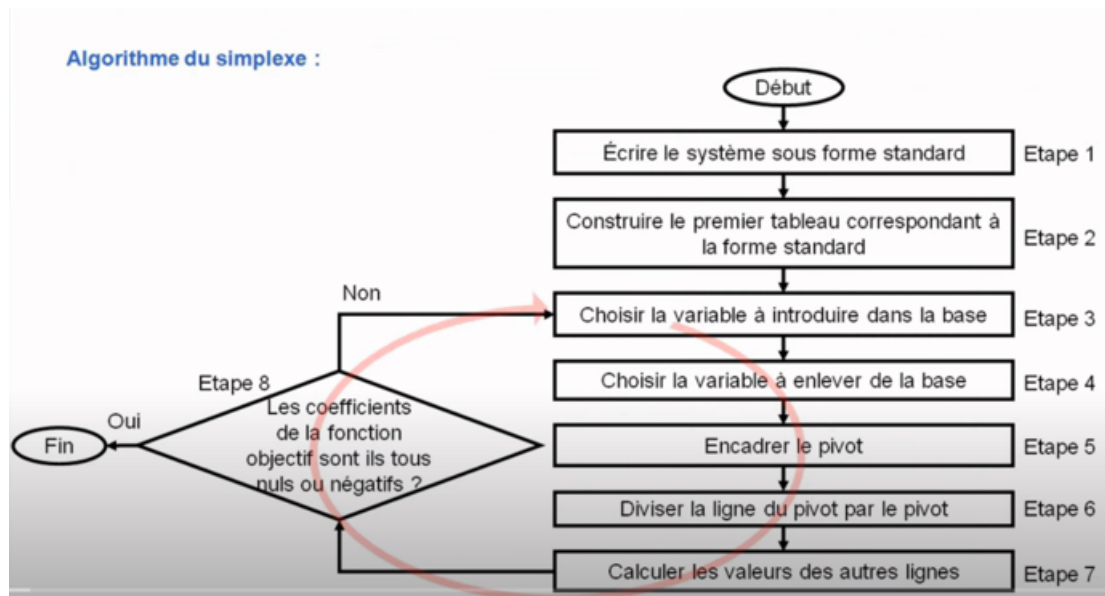 Algorithme du simplexe :
Début
Écrire le système sous forme standard
Etape 1
Construire le premier tableau correspondant à
la forme standard
Etape 2
Non
Choisir la variable à introduire dans la base
Etape 3
Choisir la variable à enlever de la base
Etape 4
Etape 8
Les coefficients
de la fonction
objectif sont ils tous
nuls ou négatifs ?
Oui
Fin
Encadrer le pivot
Etape 5
Diviser la ligne du pivot par le pivot
Etape 6
Calculer les valeurs des autres lignes
Etape 7